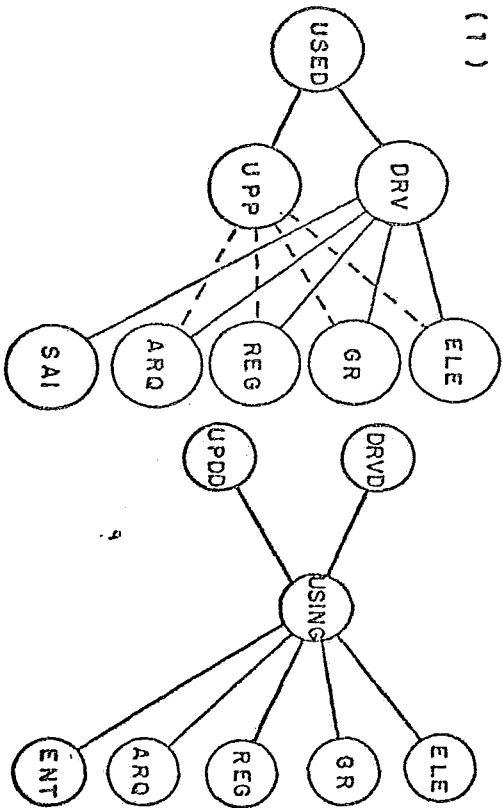 ( 1 )
ELE
DRV
GR
USED
REG
UPP
ARQ
SAI
ELE
DRVD
GR
USING
REG
UPDD
ARQ
ENT